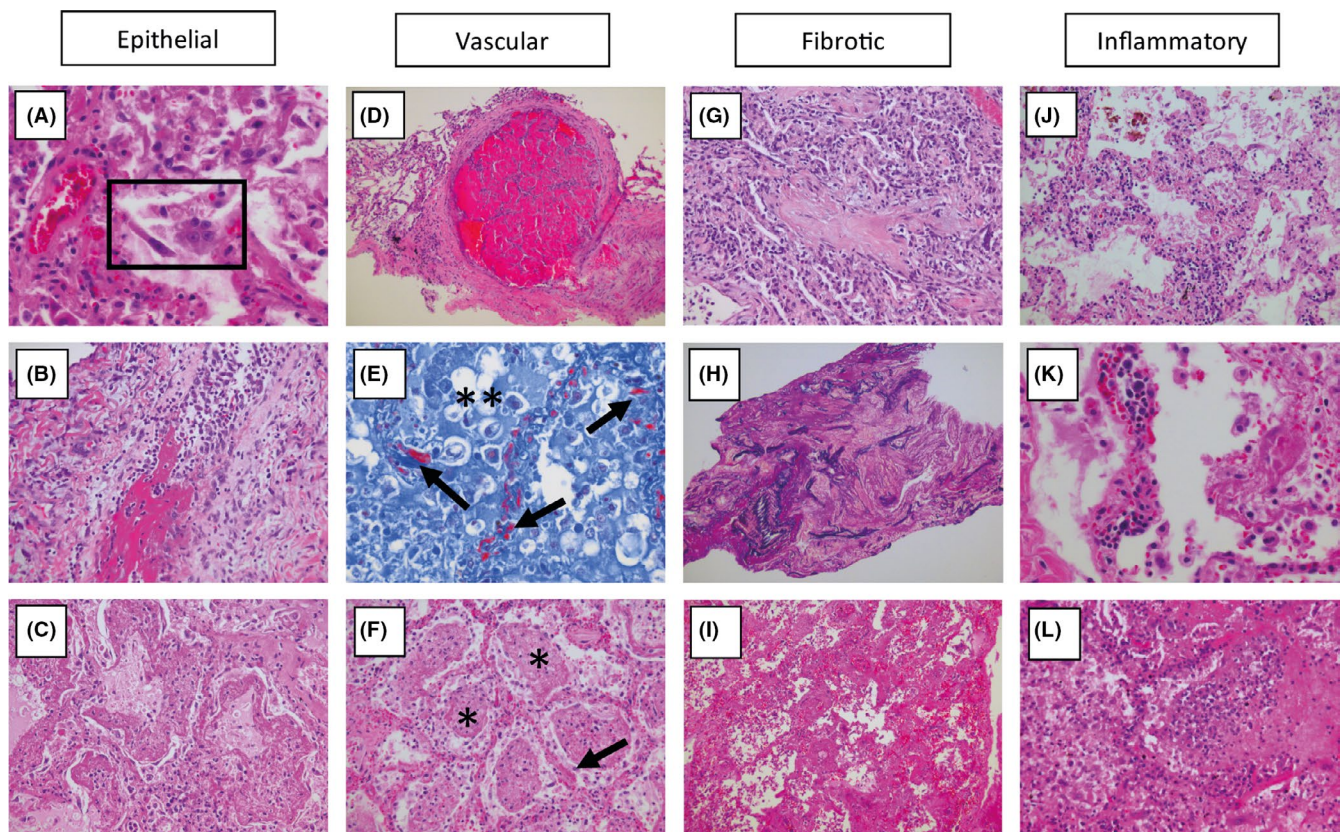 Epithelial
Vascular
Fibrotic
Inflammatory
(A)
(D)
(G)
(J)
(B)
(E)
**
(H)
(K)
(C)
(F)
*
*
(I)
(L)